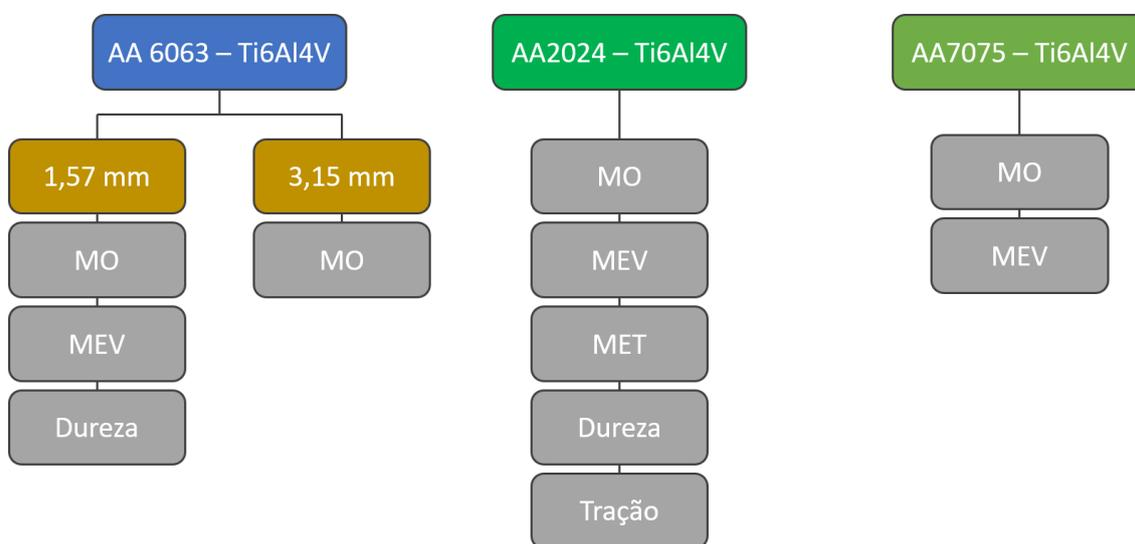 AA 6063 – Ti6Al4V
1,57 mm
MO
MEV
Dureza
3,15 mm
MO
AA2024 – Ti6Al4V
MO
MEV
MET
Dureza
Tração
AA7075 – Ti6Al4V
MO
MEV